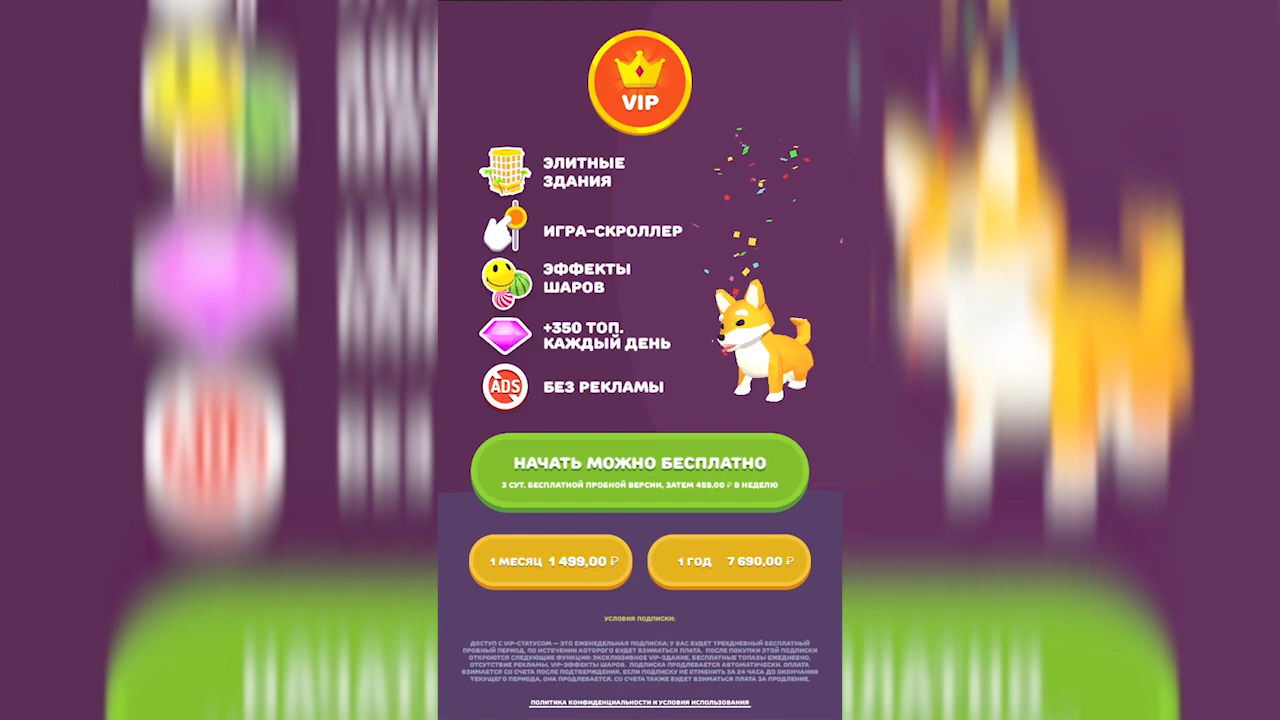 VIP
ЭЛИТНЫЕ
ЗДАНИЯ
ИГРА-СКРОЛЛЕР
ЭФФЕКТЫ
ШАРОВ
+350 ТОП.
КАЖДЫЙ ДЕНЬ
ADS
БЕЗ РЕКЛАМЫ
НАЧАТЬ МОЖНО БЕСПЛАТНО
3 СУТ. БЕСПЛАТНОЙ ПРОБНОЙ ВЕРСИИ, ЗАТЕМ 459,00 ₽ В НЕДЕЛЮ
1 МЕСЯЦ 1 499,00 ₽
1 ГОД 7 690,00 ₽
УСЛОВИЯ ПОДПИСКИ:
ДОСТУП С VIP-СТАТУСОМ — ЭТО ЕЖЕНЕДЕЛЬНАЯ ПОДПИСКА; У ВАС БУДЕТ ТРЕХДНЕВНЫЙ БЕСПЛАТНЫЙ
ПРОБНЫЙ ПЕРИОД, ПО ИСТЕЧЕНИИ КОТОРОГО БУДЕТ ВЗИМАТЬСЯ ПЛАТА. ПОСЛЕ ПОКУПКИ ЭТОЙ ПОДПИСКИ
ОТКРОЮТСЯ СЛЕДУЮЩИЕ ФУНКЦИИ: ЭКСКЛЮЗИВНОЕ VIP-ЗДАНИЕ, БЕСПЛАТНЫЕ ТОПАЗЫ ЕЖЕДНЕВНО,
ОТСУТСТВИЕ РЕКЛАМЫ, VIP-ЭФФЕКТЫ ШАРОВ. ПОДПИСКА ПРОДЛЕВАЕТСЯ АВТОМАТИЧЕСКИ. ОПЛАТА
ВЗИМАЕТСЯ СО СЧЕТА ПОСЛЕ ПОДТВЕРЖДЕНИЯ. ЕСЛИ ПОДПИСКУ НЕ ОТМЕНИТЬ ЗА 24 ЧАСА ДО ОКОНЧАНИЯ
ТЕКУЩЕГО ПЕРИОДА, ОНА ПРОДЛЕВАЕТСЯ. СО СЧЕТА ТАКЖЕ БУДЕТ ВЗИМАТЬСЯ ПЛАТА ЗА ПРОДЛЕНИЕ.
ПОЛИТИКА КОНФИДЕНЦИАЛЬНОСТИ И УСЛОВИЯ ИСПОЛЬЗОВАНИЯ